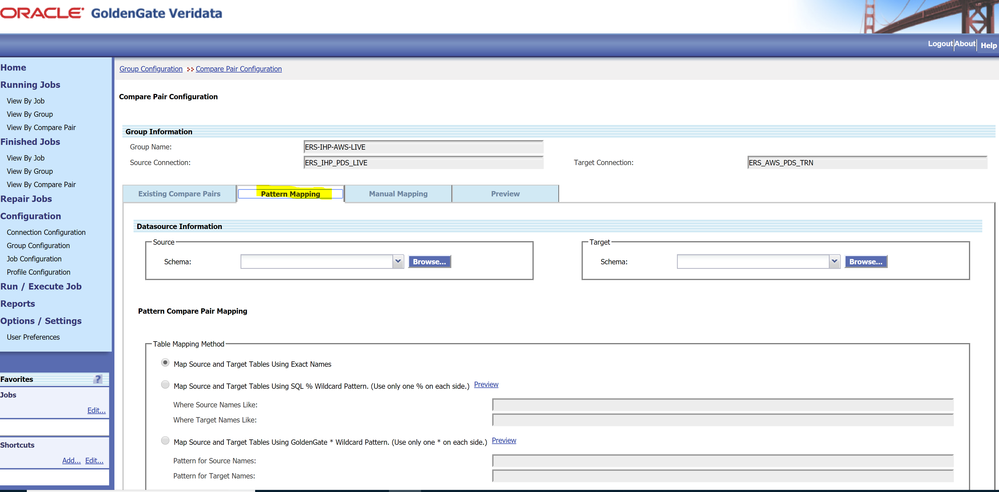 ORACLE GoldenGate Veridata
Logout About Help
Home
Running Jobs
View By Job
View By Group
View By Compare Pair
Finished Jobs
View By Job
View By Group
View By Compare Pair
Repair Jobs
Configuration
Connection Configuration
Group Configuration
Job Configuration
Profile Configuration
Run / Execute Job
Reports
Options / Settings
User Preferences
Favorites ?
Jobs
Edit...
Shortcuts
Add... Edit...
Group Configuration Compare Pair Configuration
Compare Pair Configuration
Group Information
Group Name: ERS-IHP-AWS-LIVE
Source Connection: ERS_IHP_PDS_LIVE Target Connection: ERS_AWS_PDS_TRN
Existing Compare Pairs Pattern Mapping Manual Mapping Preview
Datasource Information
Source Target
Schema: Browse... Schema: Browse...
Pattern Compare Pair Mapping
Table Mapping Method
Map Source and Target Tables Using Exact Names
Map Source and Target Tables Using SQL % Wildcard Pattern. (Use only one % on each side.) Preview
Where Source Names Like:
Where Target Names Like:
Map Source and Target Tables Using GoldenGate * Wildcard Pattern. (Use only one * on each side.) Preview
Pattern for Source Names:
Pattern for Target Names: